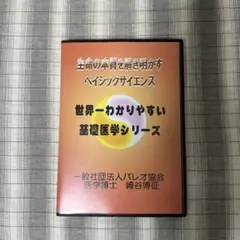 生命の本質を解き明かす
ベイシックサイエンス
世界一わかりやすい
基礎医学シリーズ
一般社団法人パレオ協会
医学博士 﨑谷博征